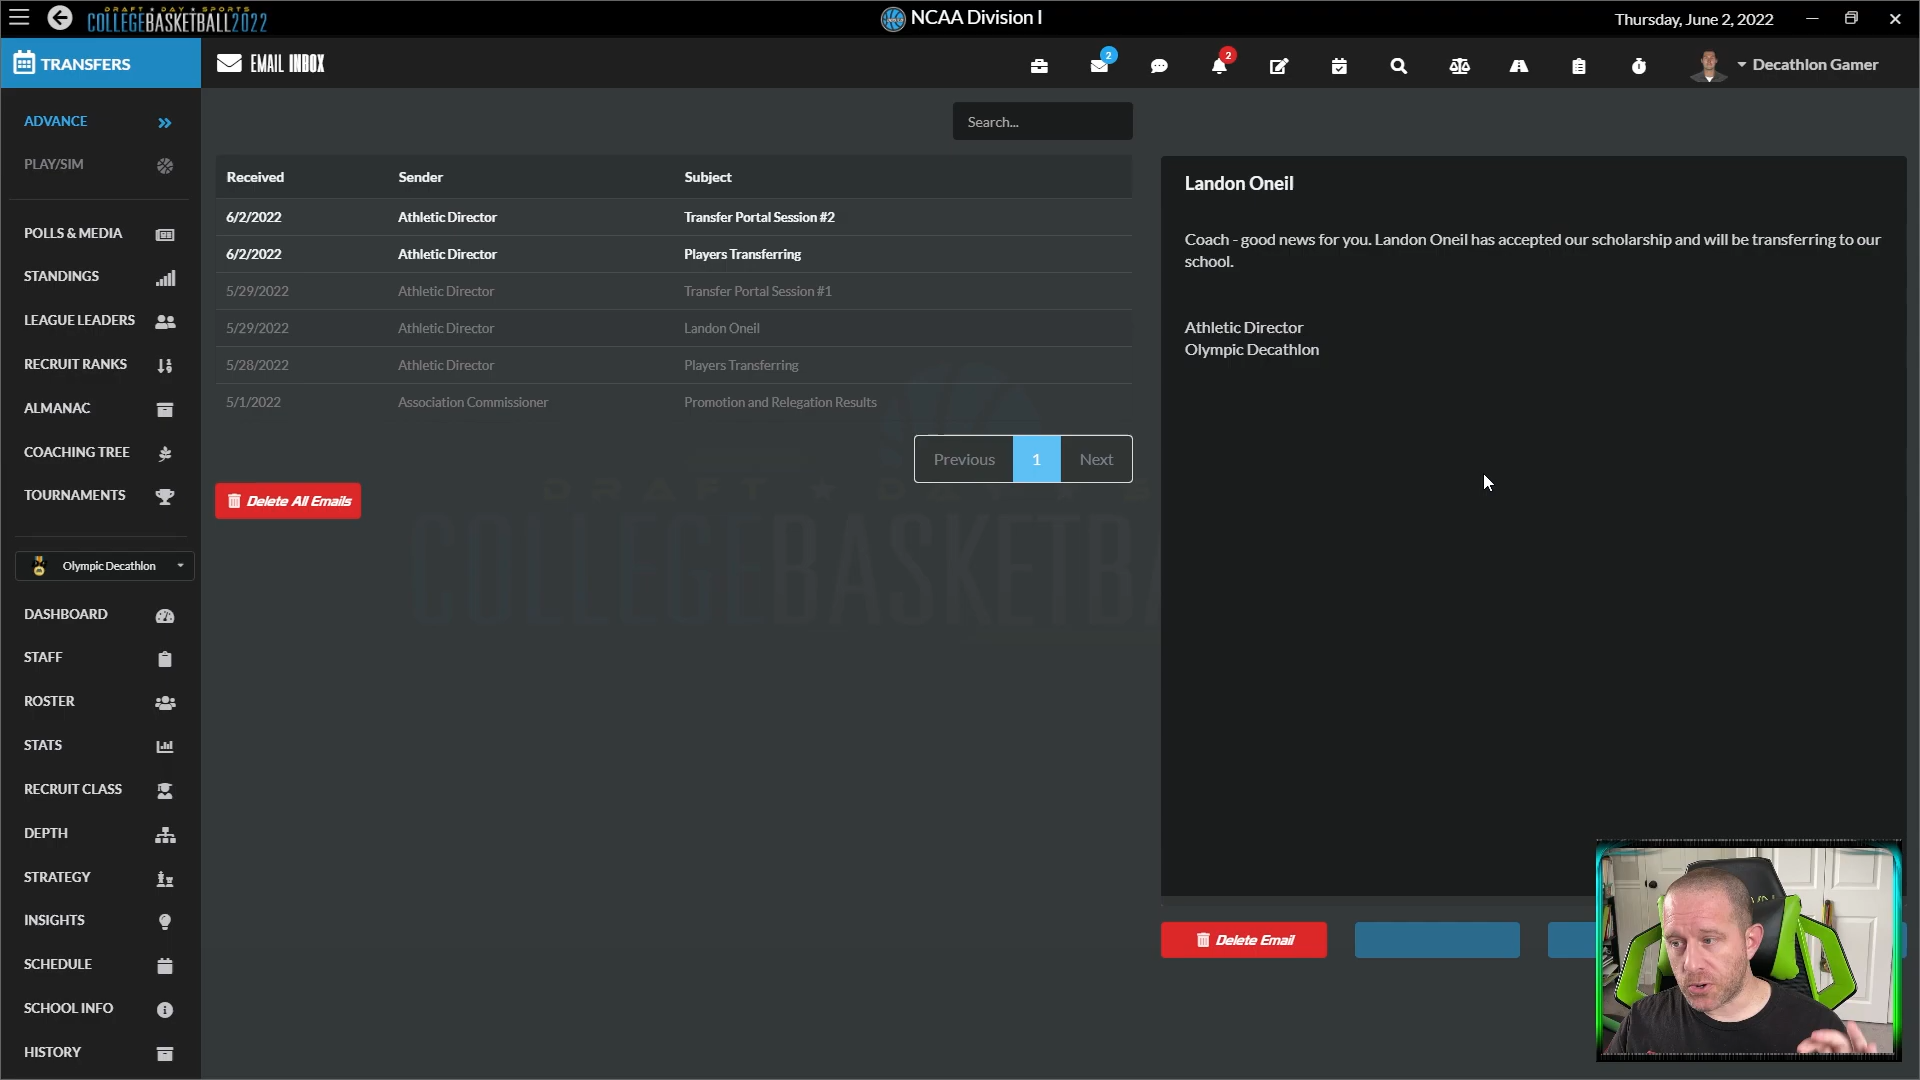 DRAFT DAY SPORTS
COLLEGEBASKETBALL2022
NCAA Division I
Thursday, June 2, 2022
TRANSFERS
EMAIL INBOX
2
2
Decathlon Gamer
ADVANCE
PLAY/SIM
POLLS & MEDIA
STANDINGS
LEAGUE LEADERS
RECRUIT RANKS
ALMANAC
COACHING TREE
TOURNAMENTS
Olympic Decathlon
DASHBOARD
STAFF
ROSTER
STATS
RECRUIT CLASS
DEPTH
STRATEGY
INSIGHTS
SCHEDULE
SCHOOL INFO
HISTORY
Search...
Received Sender Subject
6/2/2022 Athletic Director Transfer Portal Session #2
6/2/2022 Athletic Director Players Transferring
5/29/2022 Athletic Director Transfer Portal Session #1
5/29/2022 Athletic Director Landon Oneil
5/28/2022 Athletic Director Players Transferring
5/1/2022 Association Commissioner Promotion and Relegation Results
Previous 1 Next
Delete All Emails
DRAFT DAY S
COLLEGEBASKETBA
Landon Oneil
Coach - good news for you. Landon Oneil has accepted our scholarship and will be transferring to our
school.
Athletic Director
Olympic Decathlon
Delete Email